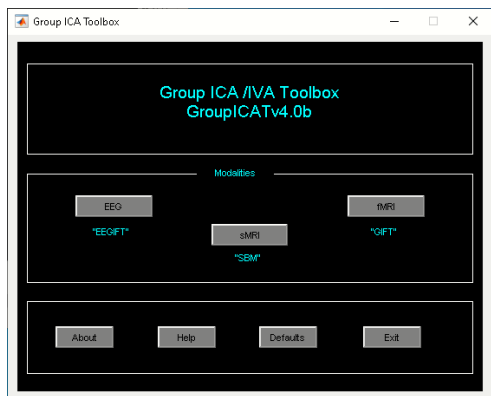 Group ICA Toolbox
Group ICA /IVA Toolbox
GroupICATv4.0b
Modalities
EEG
fMRI
"EEGIFT"
"GIFT"
sMRI
"SBM"
About
Help
Defaults
Exit